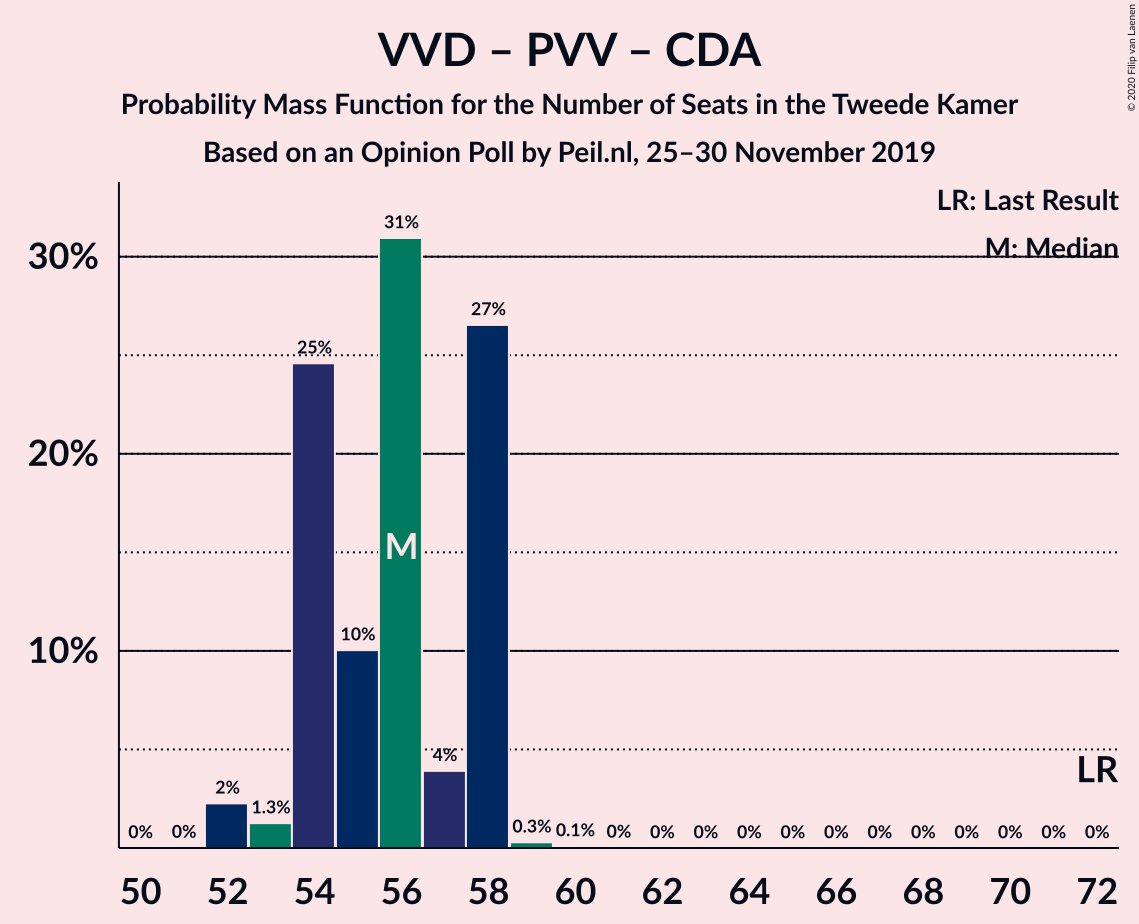 VVD – PVV – CDA
Probability Mass Function for the Number of Seats in the Tweede Kamer
Based on an Opinion Poll by Peil.nl, 25–30 November 2019
© 2020 Filip van Laenen
LR: Last Result
M: Median
30%
20%
10%
0% 0% 2% 1.3% 25% 10% 31% 4% 27% 0.3% 0.1% 0% 0% 0% 0% 0% 0% 0% 0% 0% 0% 0% 0%
M
LR
50 52 54 56 58 60 62 64 66 68 70 72